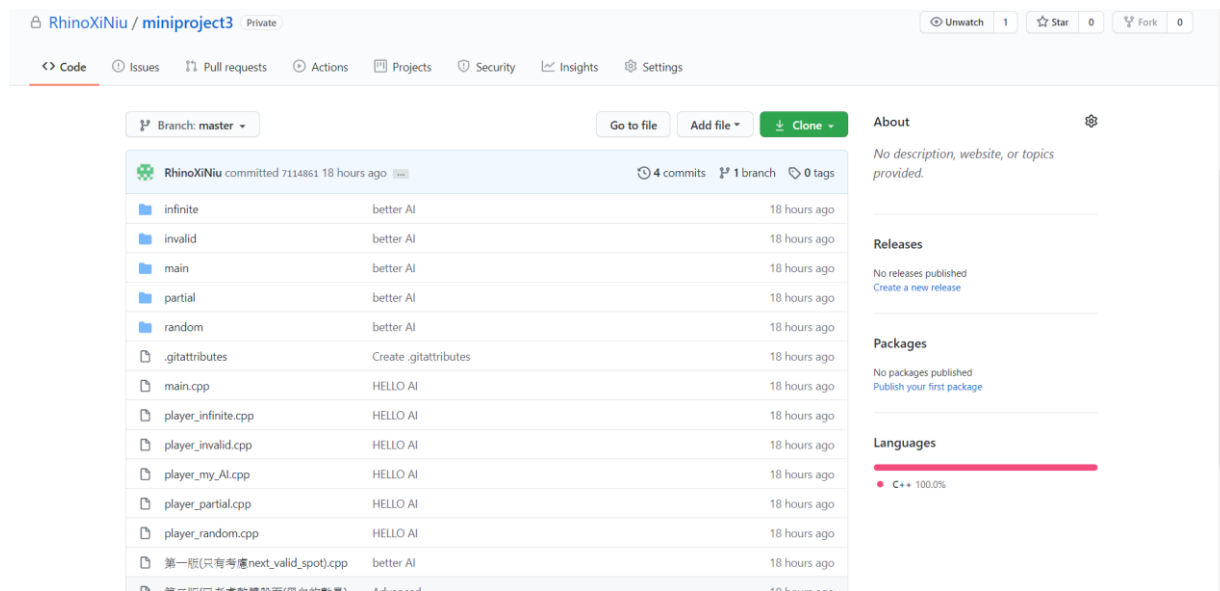 RhinoXiNiu / miniproject3 Private
Unwatch 1 Star 0 Fork 0
Code Issues Pull requests Actions Projects Security Insights Settings
Branch: master Go to file Add file Clone
RhinoXiNiu committed 7114861 18 hours ago ... 4 commits 1 branch 0 tags
infinite better AI 18 hours ago
invalid better AI 18 hours ago
main better AI 18 hours ago
partial better AI 18 hours ago
random better AI 18 hours ago
.gitattributes Create .gitattributes 18 hours ago
main.cpp HELLO AI 18 hours ago
player_infinite.cpp HELLO AI 18 hours ago
player_invalid.cpp HELLO AI 18 hours ago
player_my_AI.cpp HELLO AI 18 hours ago
player_partial.cpp HELLO AI 18 hours ago
player_random.cpp HELLO AI 18 hours ago
第一版(只有考慮next_valid_spot).cpp better AI 18 hours ago
Advanced 18 hours ago
About
No description, website, or topics
provided.
Releases
No releases published
Create a new release
Packages
No packages published
Publish your first package
Languages
C++ 100.0%